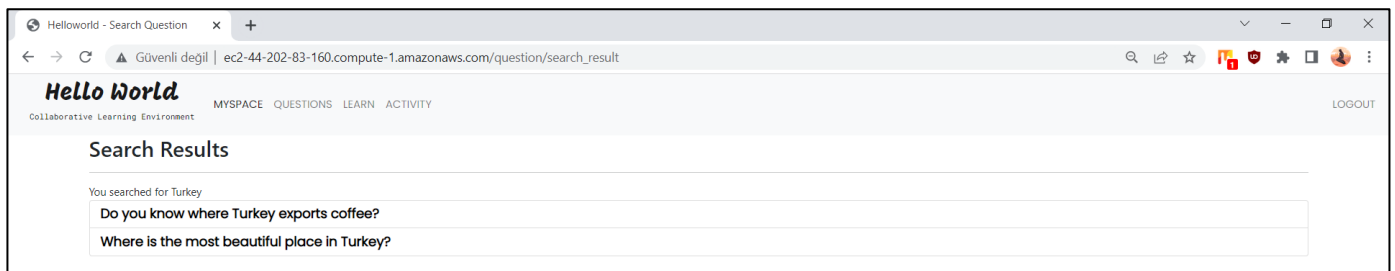 Helloworld - Search Question
Güvenli değil | ec2-44-202-83-160.compute-1.amazonaws.com/question/search_result
1
Hello World
Collaborative Learning Environment
MYSPACE QUESTIONS LEARN ACTIVITY
LOGOUT
Search Results
You searched for Turkey
Do you know where Turkey exports coffee?
Where is the most beautiful place in Turkey?